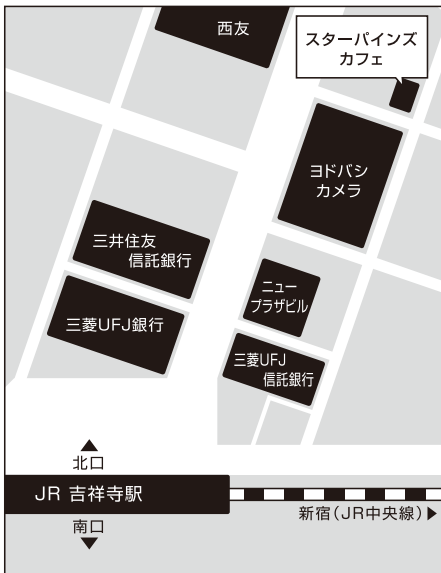 西友
スターパインズ
カフェ
ヨドバシ
カメラ
三井住友
信託銀行
ニュー
プラザビル
三菱UFJ銀行
三菱UFJ
信託銀行
▲
北口
JR 吉祥寺駅
南口
▼
新宿(JR中央線)▶